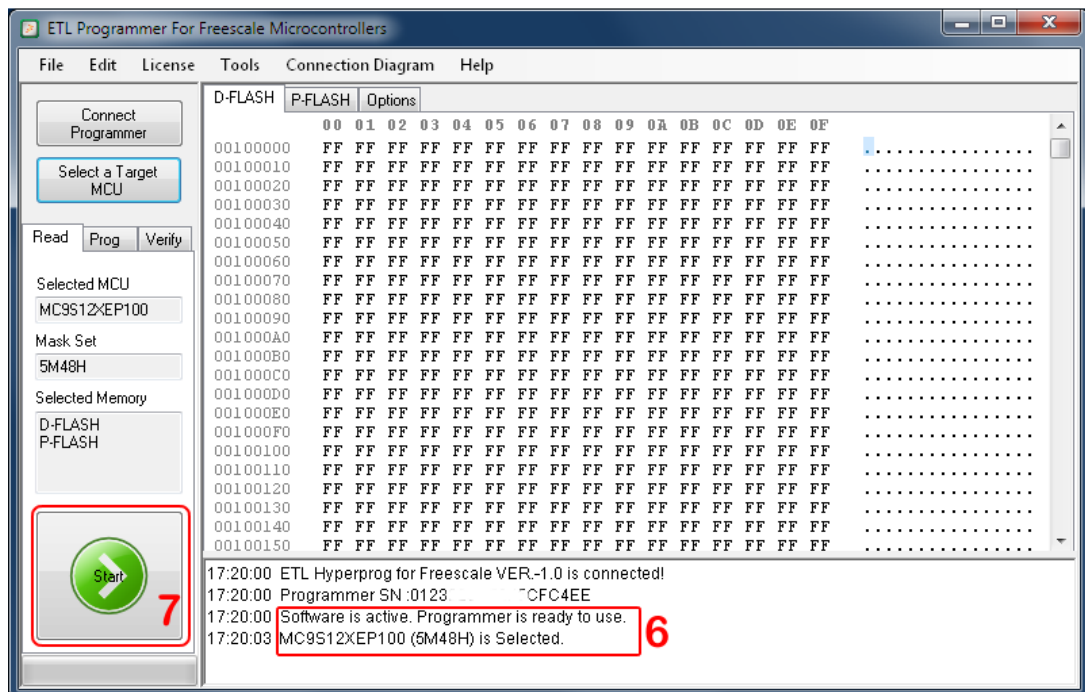 ETL Programmer For Freescale Microcontrollers
File Edit License Tools Connection Diagram Help
Connect
Programmer
Select a Target
MCU
Read Prog Verify
Selected MCU
MC9S12XEP100
Mask Set
5M48H
Selected Memory
D-FLASH
P-FLASH
Start
7
D-FLASH P-FLASH Options
00 01 02 03 04 05 06 07 08 09 0A 0B 0C 0D 0E 0F
00100000 FF FF FF FF FF FF FF FF FF FF FF FF FF FF FF FF ................
00100010 FF FF FF FF FF FF FF FF FF FF FF FF FF FF FF FF ................
00100020 FF FF FF FF FF FF FF FF FF FF FF FF FF FF FF FF ................
00100030 FF FF FF FF FF FF FF FF FF FF FF FF FF FF FF FF ................
00100040 FF FF FF FF FF FF FF FF FF FF FF FF FF FF FF FF ................
00100050 FF FF FF FF FF FF FF FF FF FF FF FF FF FF FF FF ................
00100060 FF FF FF FF FF FF FF FF FF FF FF FF FF FF FF FF ................
00100070 FF FF FF FF FF FF FF FF FF FF FF FF FF FF FF FF ................
00100080 FF FF FF FF FF FF FF FF FF FF FF FF FF FF FF FF ................
00100090 FF FF FF FF FF FF FF FF FF FF FF FF FF FF FF FF ................
001000A0 FF FF FF FF FF FF FF FF FF FF FF FF FF FF FF FF ................
001000B0 FF FF FF FF FF FF FF FF FF FF FF FF FF FF FF FF ................
001000C0 FF FF FF FF FF FF FF FF FF FF FF FF FF FF FF FF ................
001000D0 FF FF FF FF FF FF FF FF FF FF FF FF FF FF FF FF ................
001000E0 FF FF FF FF FF FF FF FF FF FF FF FF FF FF FF FF ................
001000F0 FF FF FF FF FF FF FF FF FF FF FF FF FF FF FF FF ................
00100100 FF FF FF FF FF FF FF FF FF FF FF FF FF FF FF FF ................
00100110 FF FF FF FF FF FF FF FF FF FF FF FF FF FF FF FF ................
00100120 FF FF FF FF FF FF FF FF FF FF FF FF FF FF FF FF ................
00100130 FF FF FF FF FF FF FF FF FF FF FF FF FF FF FF FF ................
00100140 FF FF FF FF FF FF FF FF FF FF FF FF FF FF FF FF ................
00100150 FF FF FF FF FF FF FF FF FF FF FF FF FF FF FF FF ................
17:20:00 ETL Hyperprog for Freescale VER.-1.0 is connected!
17:20:00 Programmer SN :0123 CFC4EE
17:20:00 Software is active. Programmer is ready to use.
17:20:03 MC9S12XEP100 (5M48H) is Selected.
6